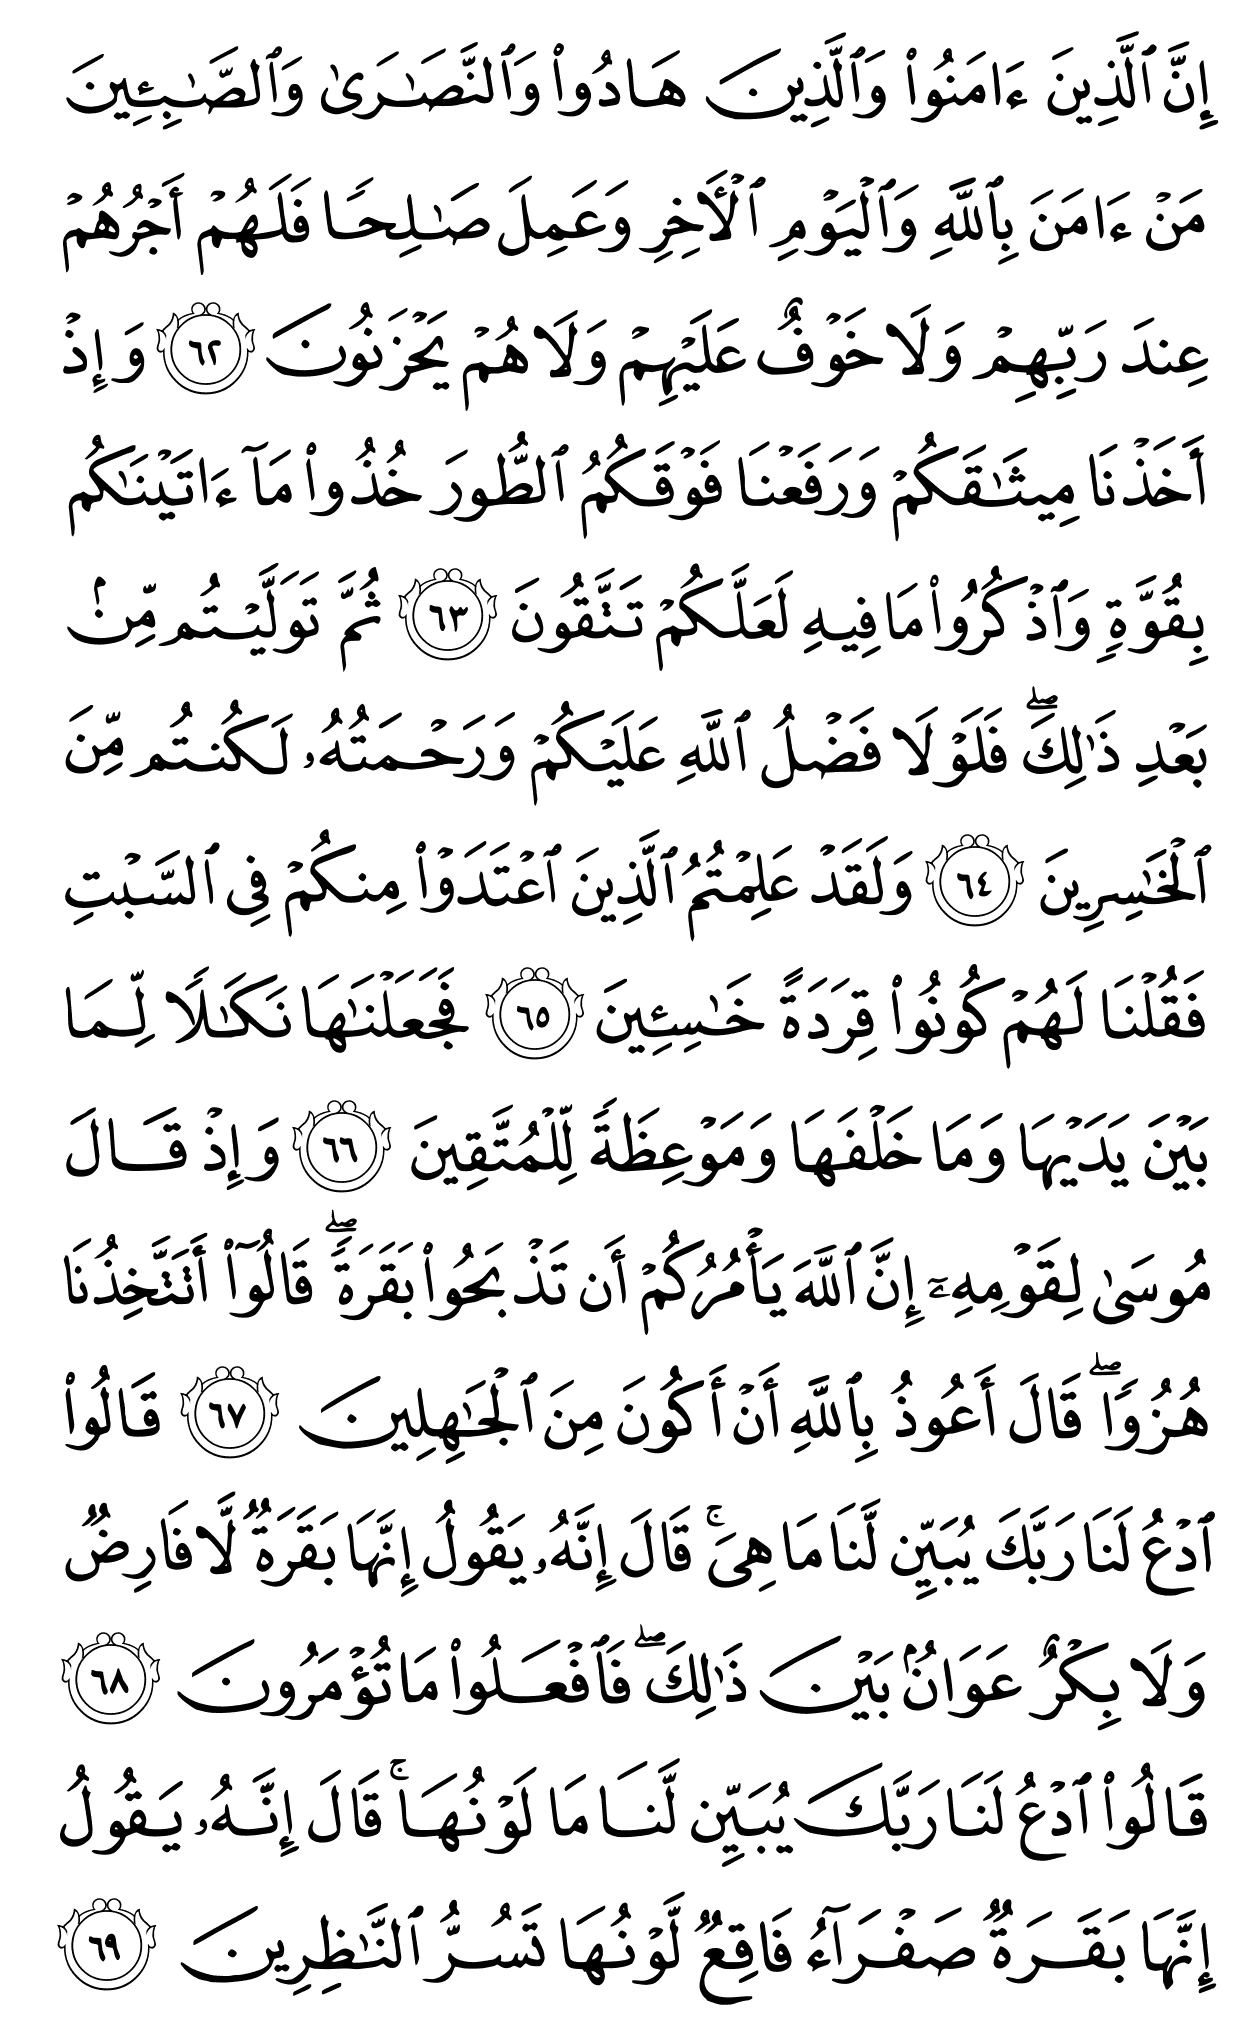 إِنَّ ٱلَّذِينَ ءَامَنُوا۟ وَٱلَّذِينَ هَادُوا۟ وَٱلنَّصَـٰرَىٰ وَٱلصَّـٰبِـِٔينَ
مَنْ ءَامَنَ بِٱللَّهِ وَٱلْيَوْمِ ٱلْـَٔاخِرِ وَعَمِلَ صَـٰلِحًا فَلَهُمْ أَجْرُهُمْ
عِندَ رَبِّهِمْ وَلَا خَوْفٌ عَلَيْهِمْ وَلَا هُمْ يَحْزَنُونَ ٦٢ وَإِذْ
أَخَذْنَا مِيثَـٰقَكُمْ وَرَفَعْنَا فَوْقَكُمُ ٱلطُّورَ خُذُوا۟ مَآ ءَاتَيْنَـٰكُم
بِقُوَّةٍ وَٱذْكُرُوا۟ مَا فِيهِ لَعَلَّكُمْ تَتَّقُونَ ٦٣ ثُمَّ تَوَلَّيْتُم مِّنۢ
بَعْدِ ذَٰلِكَ ۖ فَلَوْلَا فَضْلُ ٱللَّهِ عَلَيْكُمْ وَرَحْمَتُهُۥ لَكُنتُم مِّنَ
ٱلْخَـٰسِرِينَ ٦٤ وَلَقَدْ عَلِمْتُمُ ٱلَّذِينَ ٱعْتَدَوْا۟ مِنكُمْ فِى ٱلسَّبْتِ
فَقُلْنَا لَهُمْ كُونُوا۟ قِرَدَةً خَـٰسِـِٔينَ ٦٥ فَجَعَلْنَـٰهَا نَكَـٰلًا لِّمَا
بَيْنَ يَدَيْهَا وَمَا خَلْفَهَا وَمَوْعِظَةً لِّلْمُتَّقِينَ ٦٦ وَإِذْ قَالَ
مُوسَىٰ لِقَوْمِهِۦٓ إِنَّ ٱللَّهَ يَأْمُرُكُمْ أَن تَذْبَحُوا۟ بَقَرَةً ۖ قَالُوٓا۟ أَتَتَّخِذُنَا
هُزُوًا ۖ قَالَ أَعُوذُ بِٱللَّهِ أَنْ أَكُونَ مِنَ ٱلْجَـٰهِلِينَ ٦٧ قَالُوا۟
ٱدْعُ لَنَا رَبَّكَ يُبَيِّن لَّنَا مَا هِىَ ۚ قَالَ إِنَّهُۥ يَقُولُ إِنَّهَا بَقَرَةٌ لَّا فَارِضٌ
وَلَا بِكْرٌ عَوَانٌۢ بَيْنَ ذَٰلِكَ ۖ فَٱفْعَلُوا۟ مَا تُؤْمَرُونَ ٦٨
قَالُوا۟ ٱدْعُ لَنَا رَبَّكَ يُبَيِّن لَّنَا مَا لَوْنُهَا ۚ قَالَ إِنَّهُۥ يَقُولُ
إِنَّهَا بَقَرَةٌ صَفْرَآءُ فَاقِعٌ لَّوْنُهَا تَسُرُّ ٱلنَّـٰظِرِينَ ٦٩